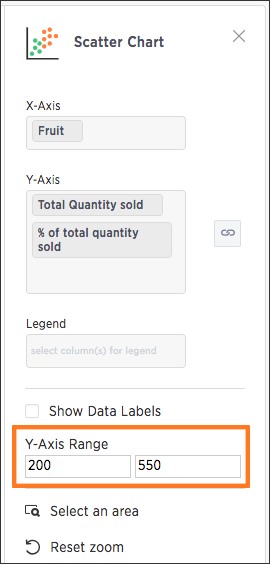 Scatter Chart
X-Axis
Fruit
Y-Axis
Total Quantity sold
% of total quantity
sold
Legend
select column(s) for legend
Show Data Labels
Y-Axis Range
200 550
Select an area
Reset zoom